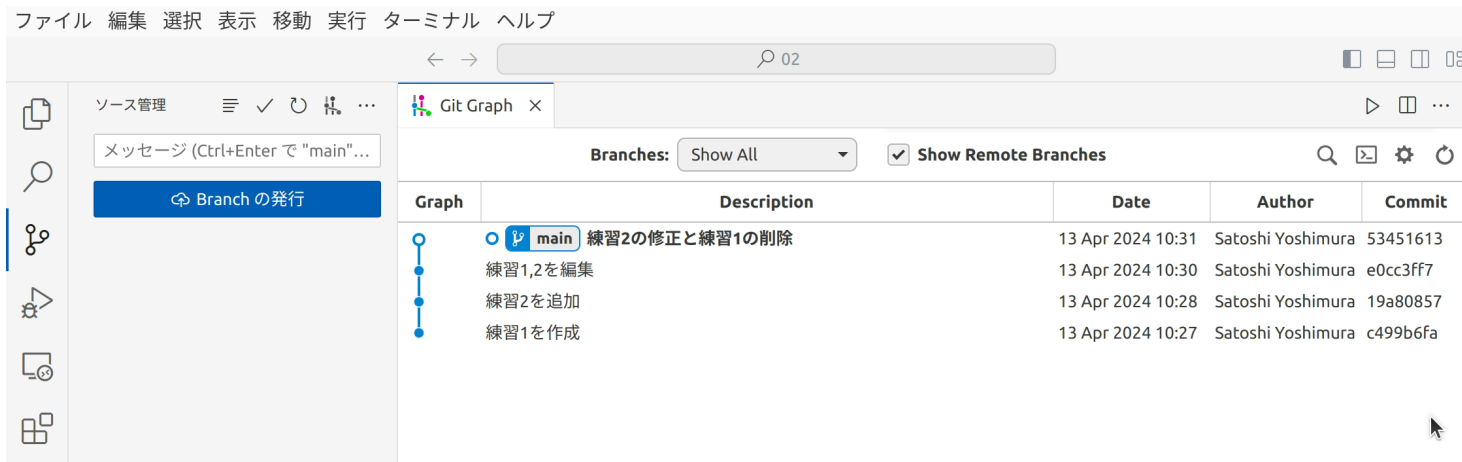 ファイル 編集 選択 表示 移動 実行 ターミナル ヘルプ
02
ソース管理
Git Graph
メッセージ (Ctrl+Enter で "main"...
Branches: Show All Show Remote Branches
Branch の発行
Graph Description Date Author Commit
main 練習2の修正と練習1の削除 13 Apr 2024 10:31 Satoshi Yoshimura 53451613
練習1,2を編集 13 Apr 2024 10:30 Satoshi Yoshimura e0cc3ff7
練習2を追加 13 Apr 2024 10:28 Satoshi Yoshimura 19a80857
練習1を作成 13 Apr 2024 10:27 Satoshi Yoshimura c499b6fa